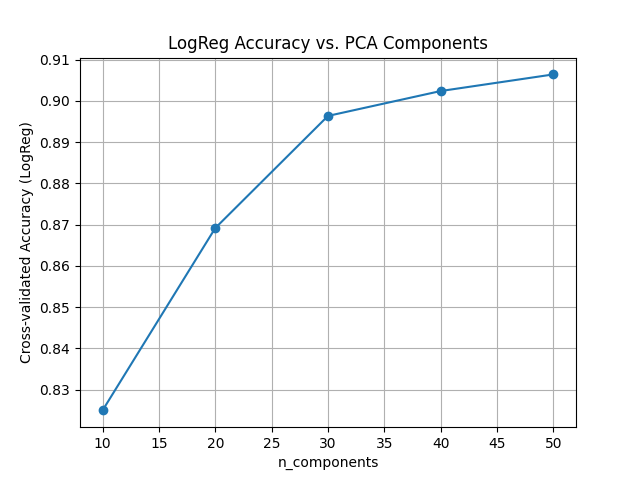 LogReg Accuracy vs. PCA Components
Cross-validated Accuracy (LogReg)
0.91
0.90
0.89
0.88
0.87
0.86
0.85
0.84
0.83
10 15 20 25 30 35 40 45 50
n_components